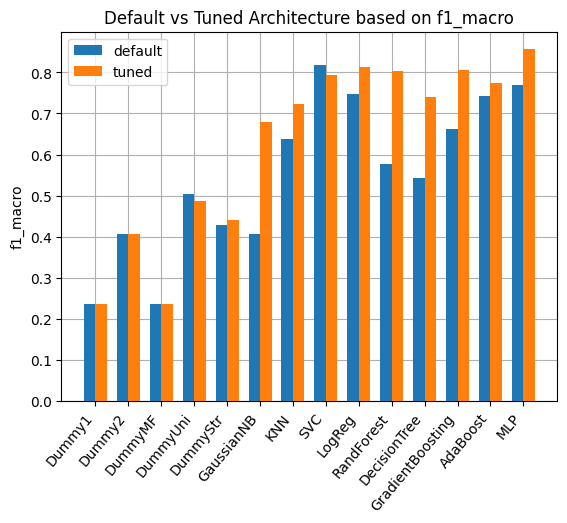 Default vs Tuned Architecture based on f1_macro
default
tuned
f1_macro
0.8
0.7
0.6
0.5
0.4
0.3
0.2
0.1
0.0
Dummy1
Dummy2
DummyMF
DummyUni
DummyStr
GaussianNB
KNN
SVC
LogReg
RandForest
DecisionTree
GradientBoosting
AdaBoost
MLP